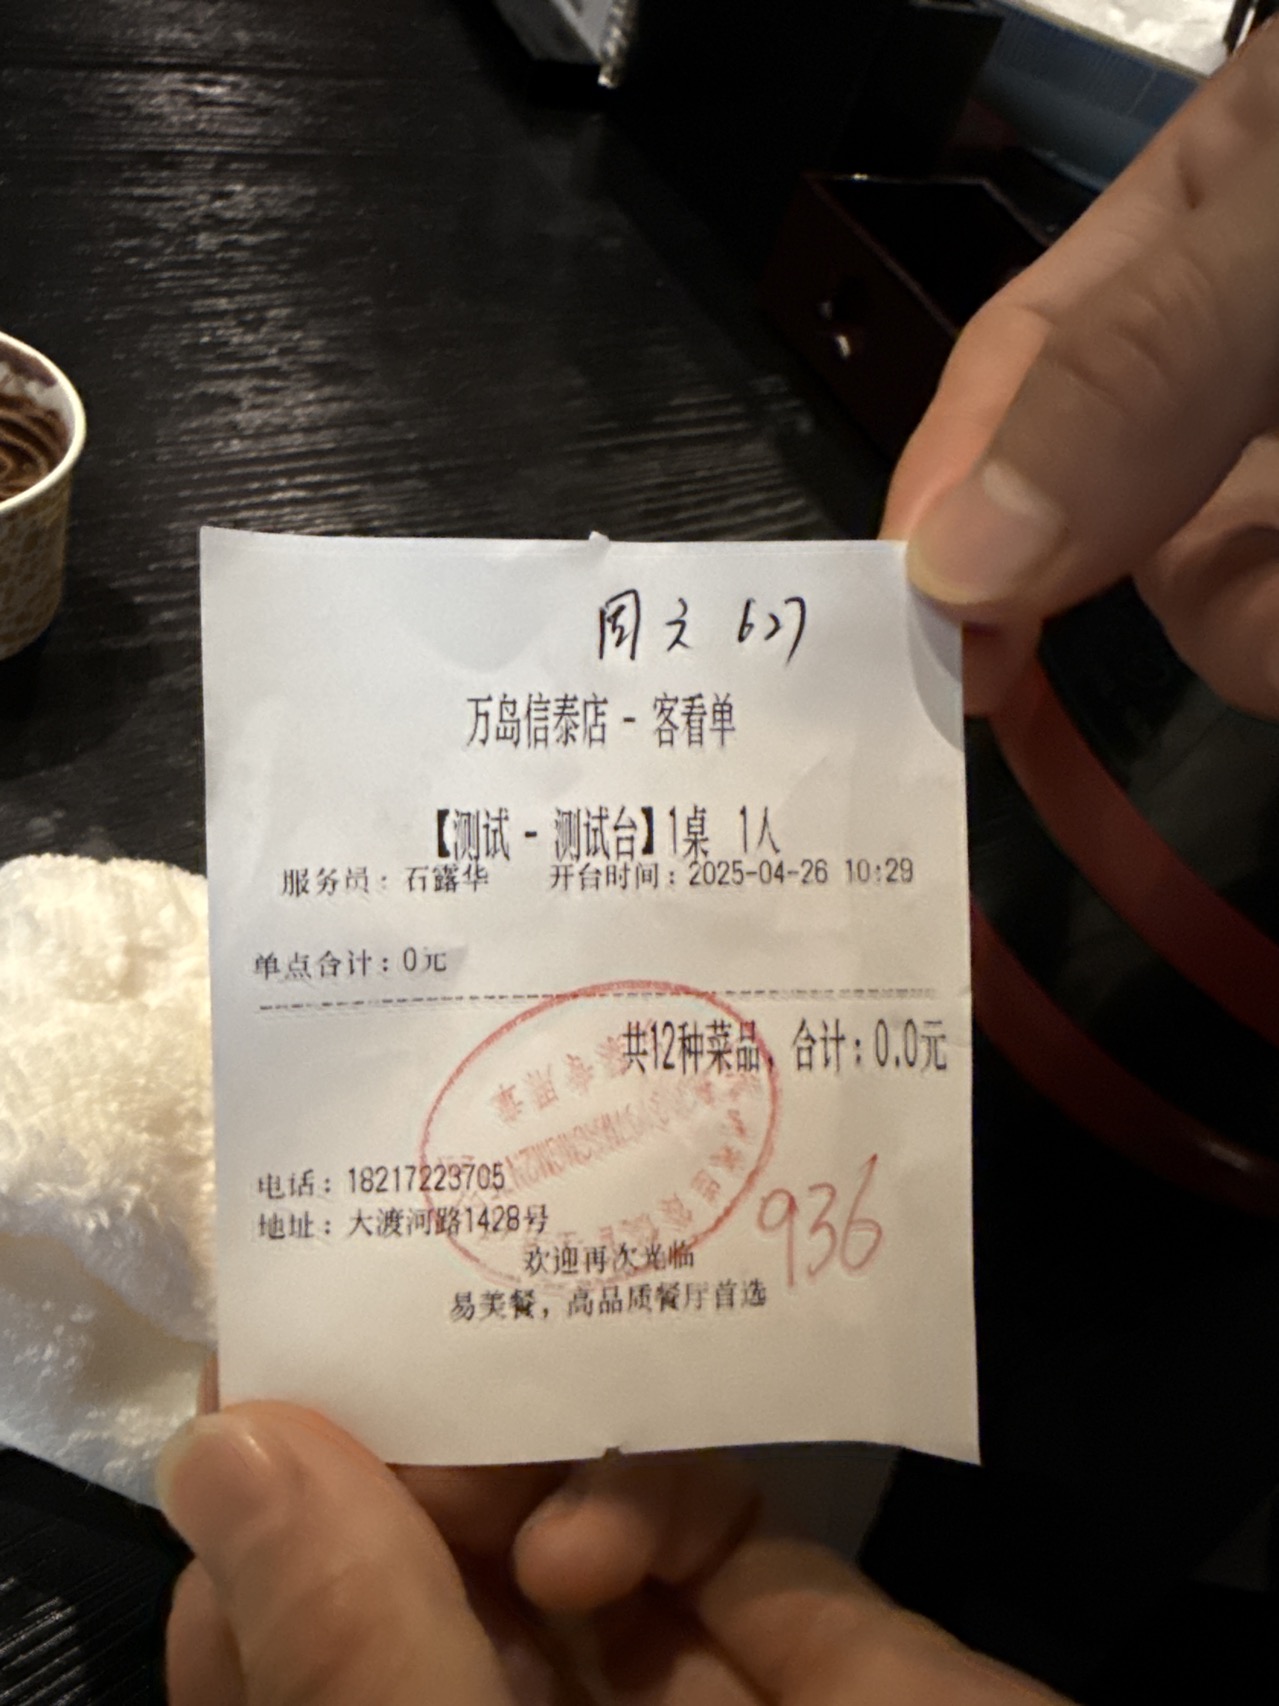 周文 627
万岛信泰店 - 客看单
【测试 - 测试台】1桌 1人
服务员：石露华 开台时间：2025-04-26 10:29
单点合计：0元
共12种菜品，合计：0.0元
电话：18217223705
地址：大渡河路1428号
936
欢迎再次光临
易美餐，高品质餐厅首选